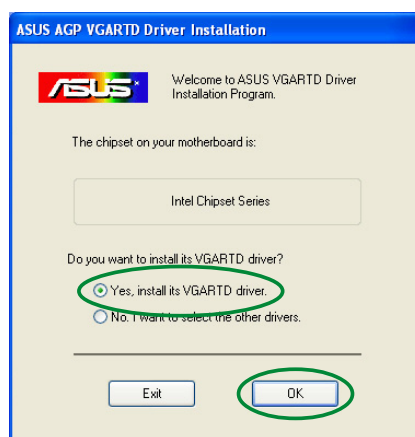 ASUS AGP VGARTD Driver Installation
ASUS
Welcome to ASUS VGARTD Driver
Installation Program.
The chipset on your motherboard is:
Intel Chipset Series
Do you want to install its VGARTD driver?
Yes, install its VGARTD driver.
No. I want to select the other drivers.
Exit
OK